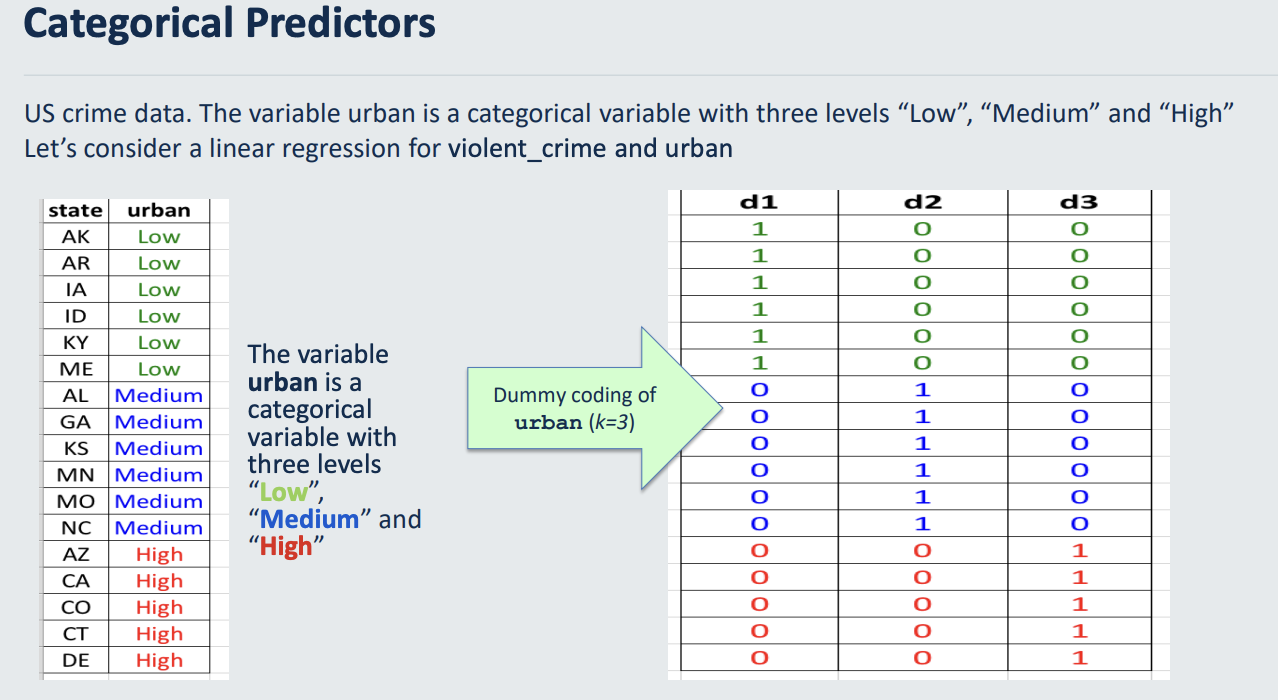 Categorical Predictors
US crime data. The variable urban is a categorical variable with three levels “Low”, “Medium” and “High”
Let’s consider a linear regression for violent_crime and urban
state urban
AK Low
AR Low
IA Low
ID Low
KY Low
ME Low
AL Medium
GA Medium
KS Medium
MN Medium
MO Medium
NC Medium
AZ High
CA High
CO High
CT High
DE High
The variable
urban is a
categorical
variable with
three levels
“Low”,
“Medium” and
“High”
Dummy coding of
urban (k=3)
d1 d2 d3
1 0 0
1 0 0
1 0 0
1 0 0
1 0 0
1 0 0
0 1 0
0 1 0
0 1 0
0 1 0
0 1 0
0 1 0
0 0 1
0 0 1
0 0 1
0 0 1
0 0 1